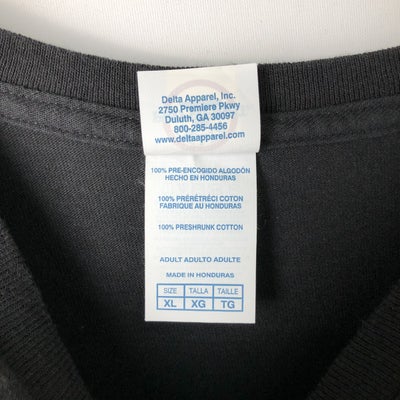 Delta Apparel, Inc.
2750 Premiere Pkwy
Duluth, GA 30097
800-285-4456
www.deltaapparel.com
100% PRE-ENCOGIDO ALGODÓN
HECHO EN HONDURAS
100% PRÉRÉTRÉCI COTON
FABRIQUE AU HONDURAS
100% PRESHRUNK COTTON
ADULT ADULTO ADULTE
MADE IN HONDURAS
SIZE TALLA TAILLE
XL XG TG